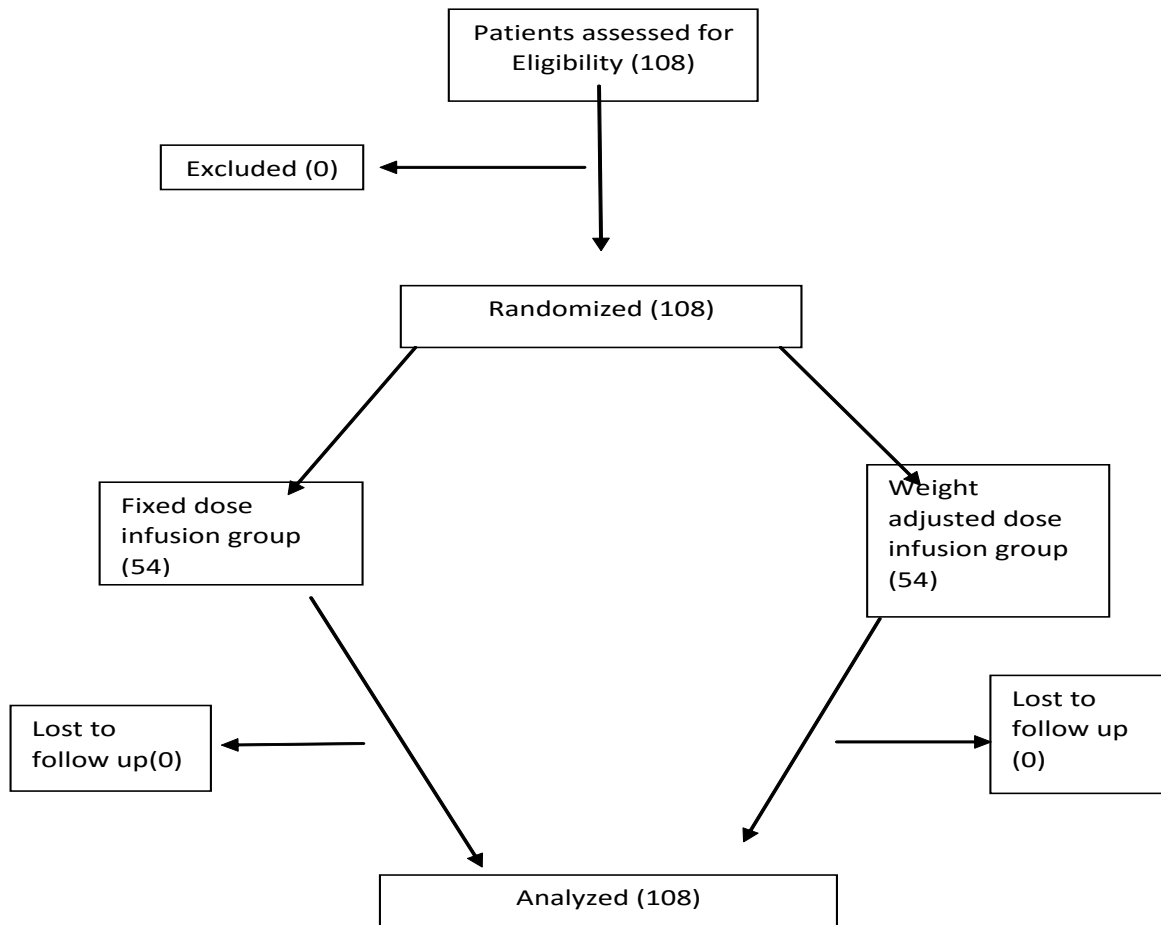 Patients assessed for
Eligibility (108)
Excluded (0)
Randomized (108)
Fixed dose
infusion group
(54)
Weight
adjusted dose
infusion group
(54)
Lost to
follow up(0)
Lost to
follow up
(0)
Analyzed (108)